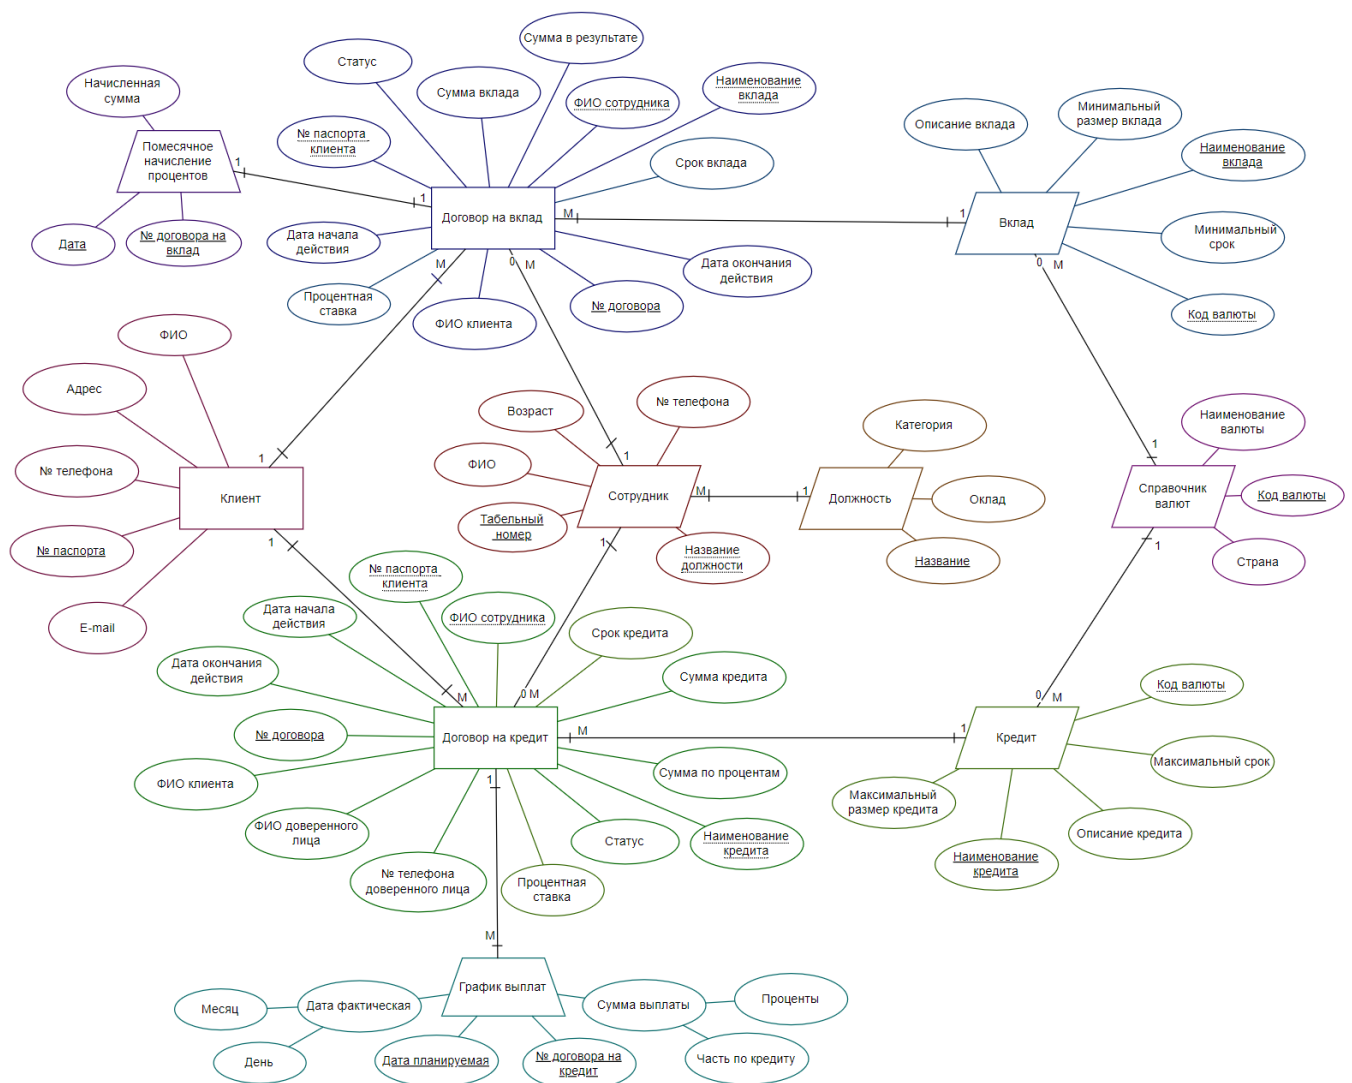 Сумма в результате
Статус
Начисленная
сумма
Сумма вклада
ФИО сотрудника
Наименование
вклада
Описание вклада
Минимальный
размер вклада
№ паспорта
клиента
Помесячное
начисление
процентов
1
Срок вклада
Наименование
вклада
1
Договор на вклад
M
1
Вклад
Минимальный
срок
Дата
№ договора на
вклад
Дата начала
действия
M
0
M
Дата окончания
действия
0
M
Процентная
ставка
ФИО клиента
№ договора
Код валюты
ФИО
Адрес
Возраст
№ телефона
Категория
Наименование
валюты
№ телефона
1
ФИО
1
1
Клиент
Сотрудник
M
1
Должность
Оклад
Справочник
валют
Код валюты
Табельный
номер
№ паспорта
1
1
1
Название
должности
Название
Страна
№ паспорта
клиента
Дата начала
действия
ФИО сотрудника
E-mail
Срок кредита
Дата окончания
действия
Сумма кредита
Код валюты
M
0
M
0
M
№ договора
Договор на кредит
M
1
Кредит
Максимальный срок
ФИО клиента
1
Сумма по процентам
Максимальный
размер кредита
ФИО доверенного
лица
Статус
Наименование
кредита
Описание кредита
№ телефона
доверенного лица
Процентная
ставка
Наименование
кредита
M
График выплат
Месяц
Дата фактическая
Сумма выплаты
Проценты
День
Дата планируемая
№ договора на
кредит
Часть по кредиту